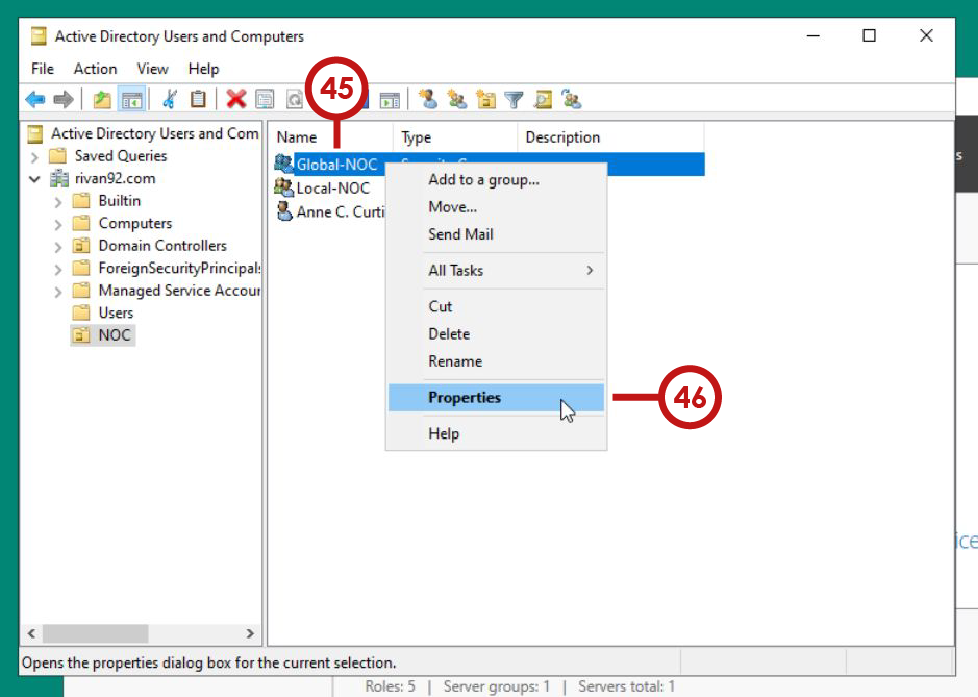 Active Directory Users and Computers
File Action View Help
45
Active Directory Users and Com
Saved Queries
rivan92.com
Builtin
Computers
Domain Controllers
ForeignSecurityPrincipals
Managed Service Accour
Users
NOC
Name Type Description
Global-NOC
Local-NOC
Anne C. Curti
Add to a group...
Move...
Send Mail
All Tasks
Cut
Delete
Rename
Properties
Help
46
Opens the properties dialog box for the current selection.
Roles: 5 | Server groups: 1 | Servers total: 1